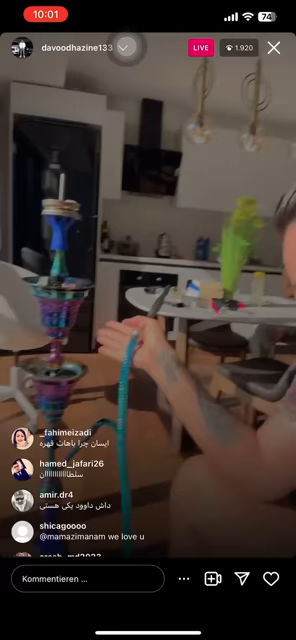 10:01
74
davoodhazine133
LIVE
1.920
_fahimeizadi
ایسان چرا باهات قهره
hamed_jafari26
سلطاااااااااااان
amir.dr4
داش داوود یکی هستی
shicagoooo
@mamazimanam we love u
Kommentieren ...